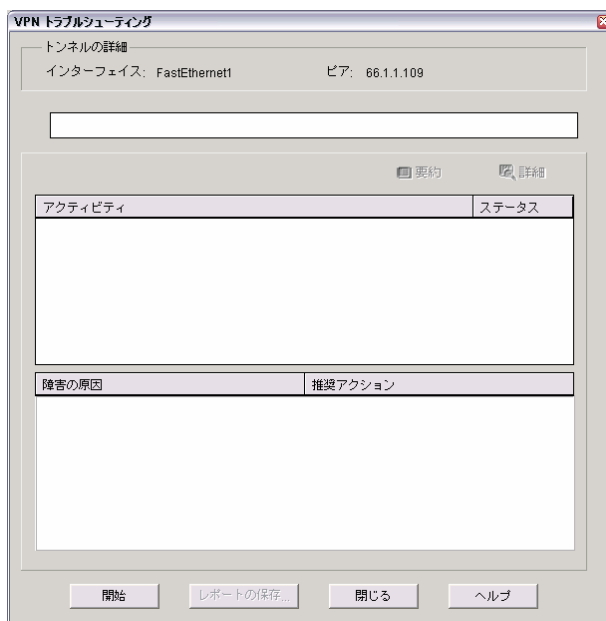 VPN トラブルシューティング
トンネルの詳細
インターフェイス: FastEthernet1 ピア: 66.1.1.109
要約 詳細
アクティビティ ステータス
障害の原因 推奨アクション
開始 レポートの保存... 閉じる ヘルプ